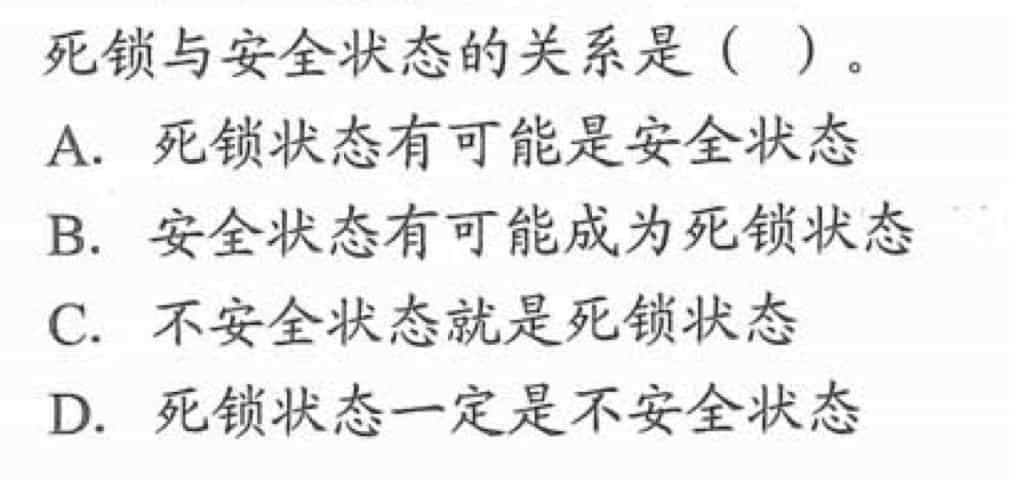 死锁与安全状态的关系是（ ）。
A. 死锁状态有可能是安全状态
B. 安全状态有可能成为死锁状态
C. 不安全状态就是死锁状态
D. 死锁状态一定是不安全状态